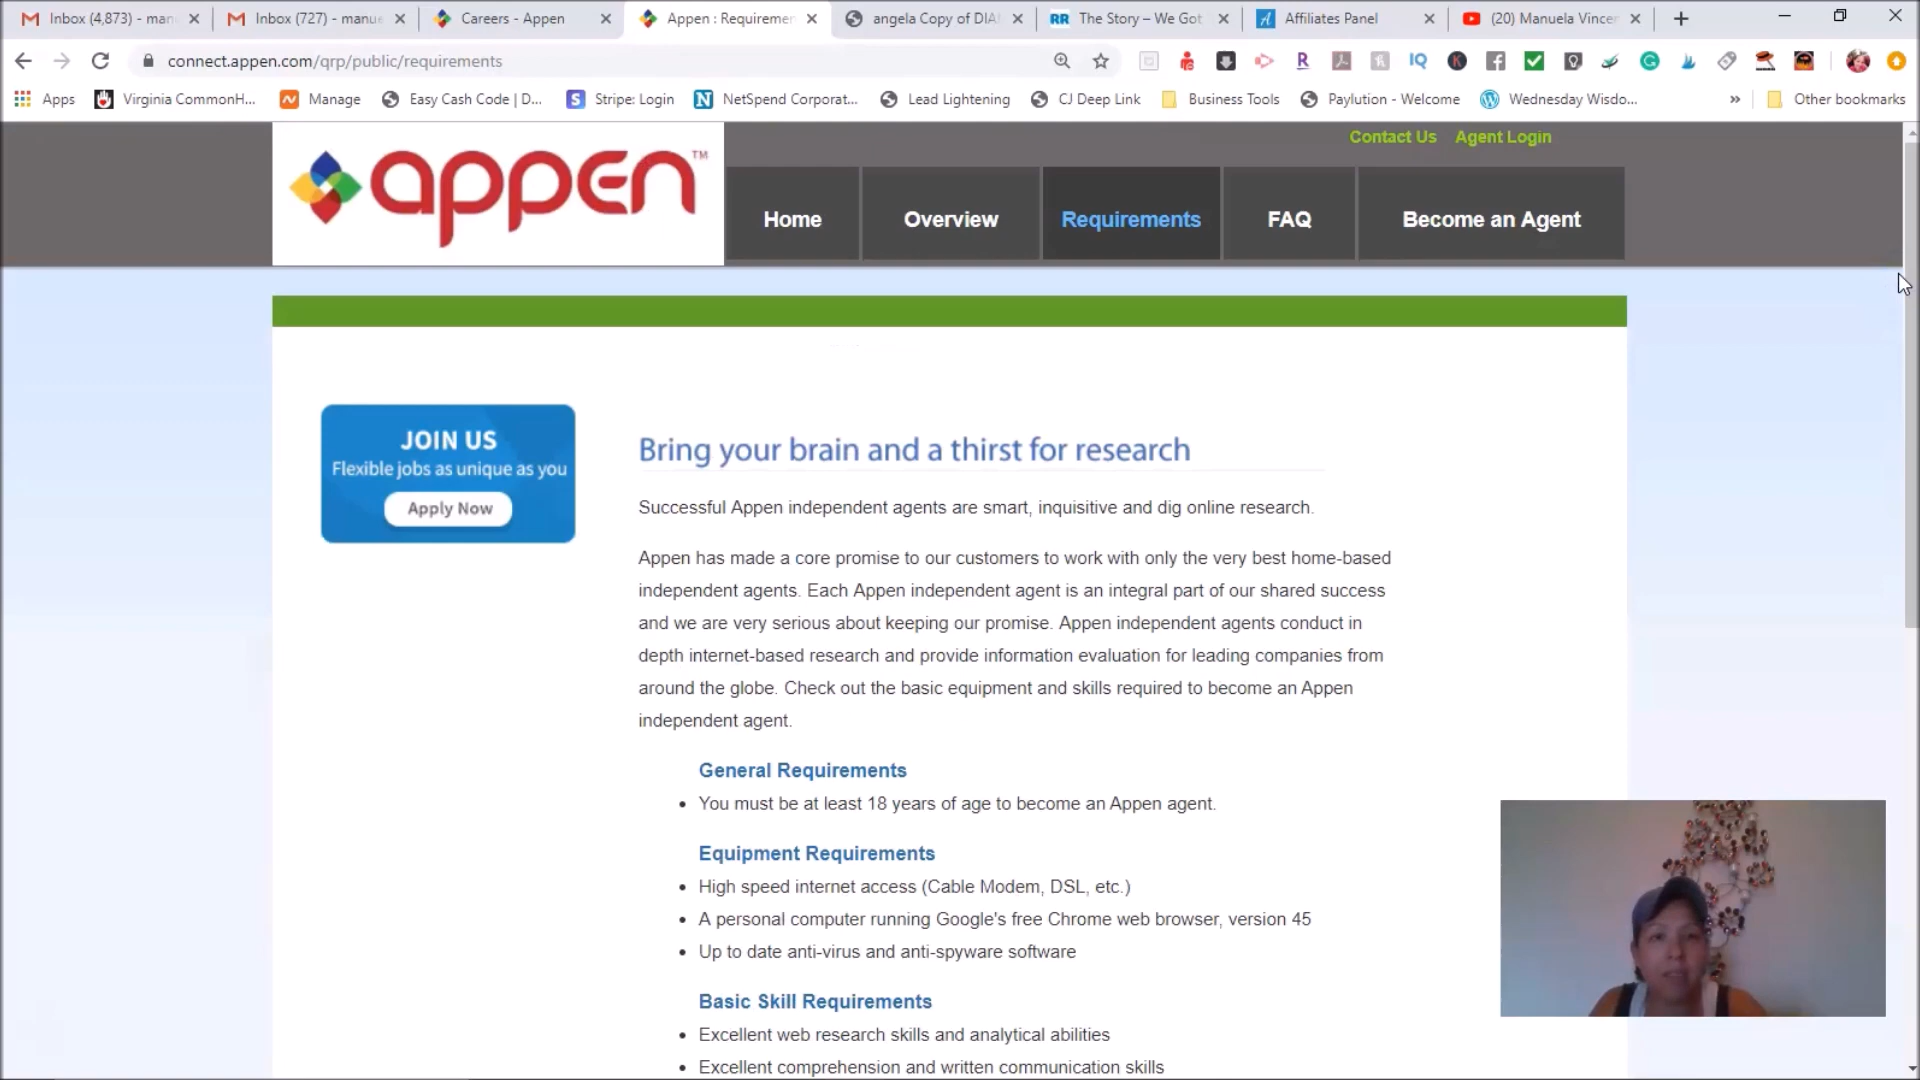 Inbox (4,873) - man
Inbox (727) - manue
Careers - Appen
Appen : Requiremen
angela Copy of DIA
RR The Story – We Got
Affiliates Panel
(20) Manuela Vincen
connect.appen.com/qrp/public/requirements
Apps
Virginia CommonH...
Manage
Easy Cash Code | D...
Stripe: Login
NetSpend Corporat...
Lead Lightening
CJ Deep Link
Business Tools
Paylution - Welcome
Wednesday Wisdo...
Other bookmarks
Contact Us Agent Login
appen™
Home Overview Requirements FAQ Become an Agent
JOIN US
Flexible jobs as unique as you
Apply Now
Bring your brain and a thirst for research
Successful Appen independent agents are smart, inquisitive and dig online research.
Appen has made a core promise to our customers to work with only the very best home-based
independent agents. Each Appen independent agent is an integral part of our shared success
and we are very serious about keeping our promise. Appen independent agents conduct in
depth internet-based research and provide information evaluation for leading companies from
around the globe. Check out the basic equipment and skills required to become an Appen
independent agent.
General Requirements
• You must be at least 18 years of age to become an Appen agent.
Equipment Requirements
• High speed internet access (Cable Modem, DSL, etc.)
• A personal computer running Google's free Chrome web browser, version 45
• Up to date anti-virus and anti-spyware software
Basic Skill Requirements
• Excellent web research skills and analytical abilities
• Excellent comprehension and written communication skills